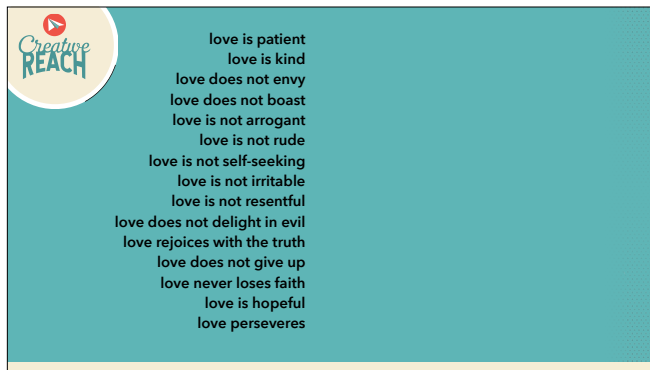 Creative
REACH
love is patient
love is kind
love does not envy
love does not boast
love is not arrogant
love is not rude
love is not self-seeking
love is not irritable
love is not resentful
love does not delight in evil
love rejoices with the truth
love does not give up
love never loses faith
love is hopeful
love perseveres